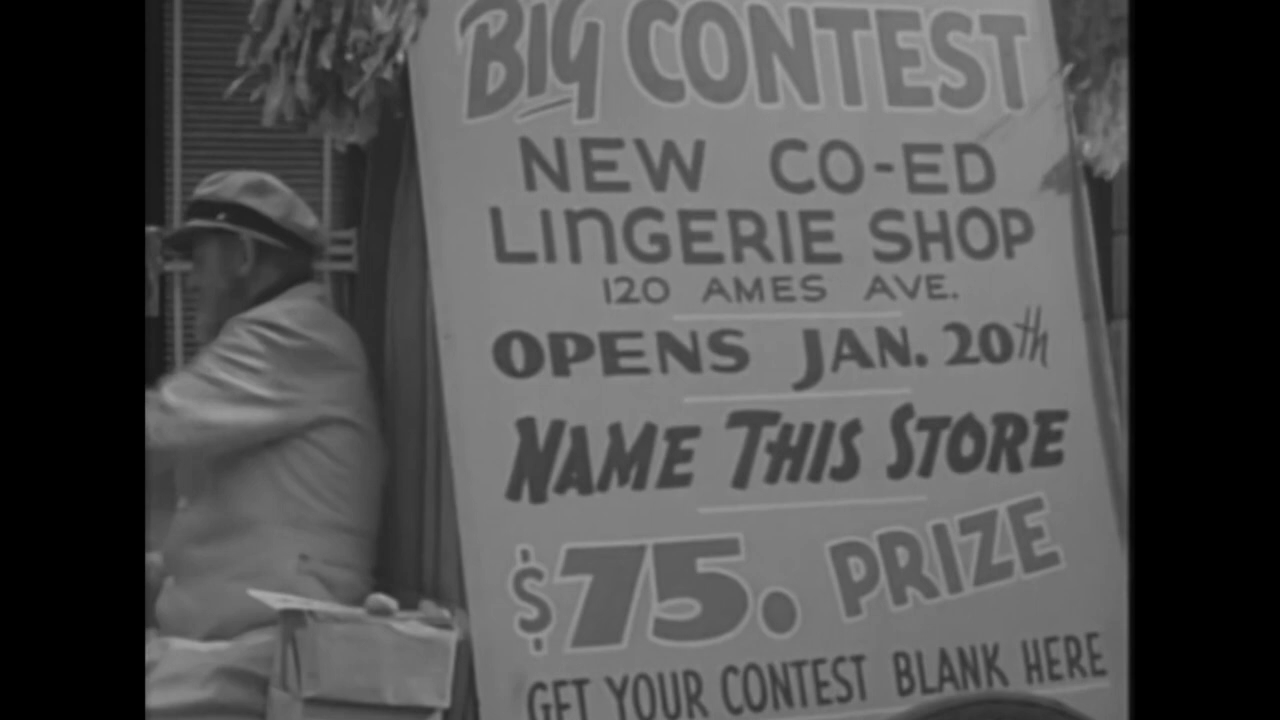 BIG CONTEST
NEW CO-ED
LINGERIE SHOP
120 AMES AVE.
OPENS JAN. 20th
NAME THIS STORE
$75. PRIZE
GET YOUR CONTEST BLANK HERE